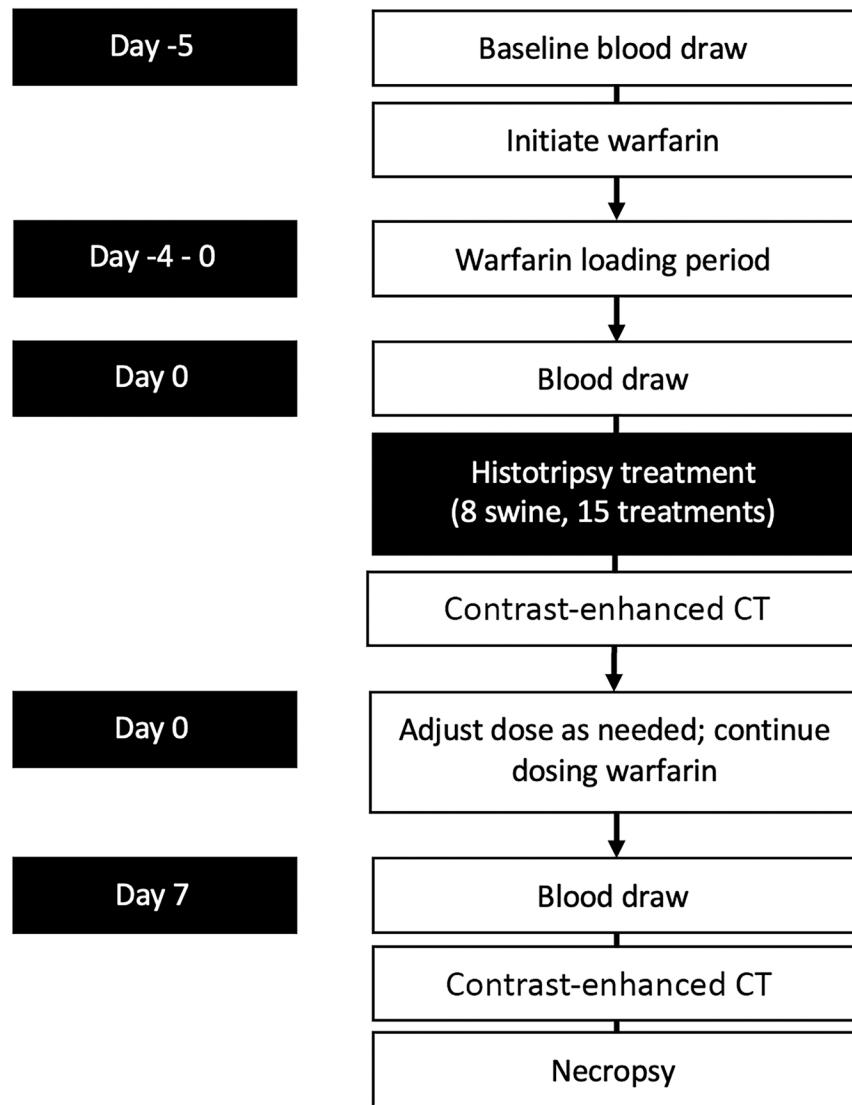 Day -5
Baseline blood draw
Initiate warfarin
Day -4 - 0
Warfarin loading period
Day 0
Blood draw
Histotripsy treatment
(8 swine, 15 treatments)
Contrast-enhanced CT
Day 0
Adjust dose as needed; continue
dosing warfarin
Day 7
Blood draw
Contrast-enhanced CT
Necropsy